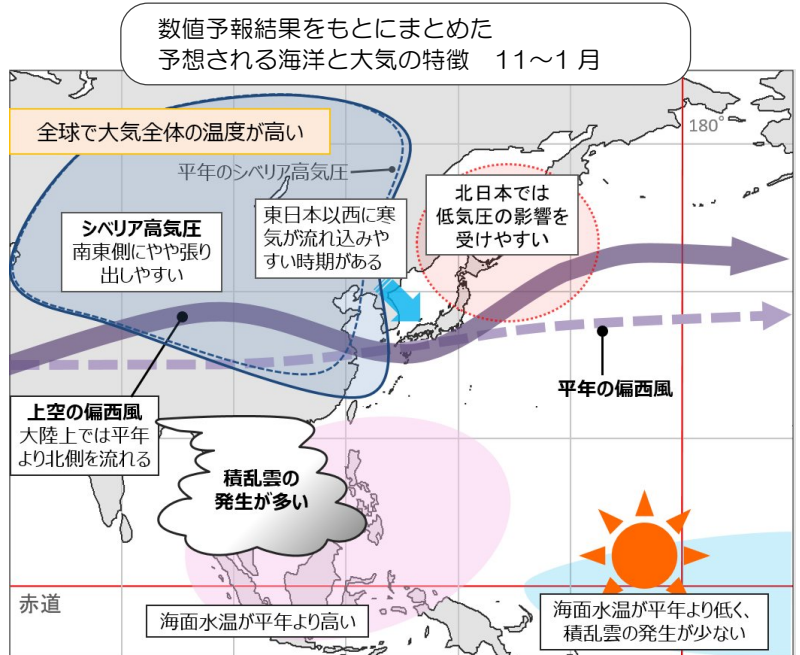 数値予報結果をもとにまとめた
予想される海洋と大気の特徴　11～1月
180°
全球で大気全体の温度が高い
平年のシベリア高気圧
シベリア高気圧
南東側にやや張り
出しやすい
東日本以西に寒
気が流れ込みや
すい時期がある
北日本では
低気圧の影響を
受けやすい
平年の偏西風
上空の偏西風
大陸上では平年
より北側を流れる
積乱雲の
発生が多い
赤道
海面水温が平年より高い
海面水温が平年より低く、
積乱雲の発生が少ない